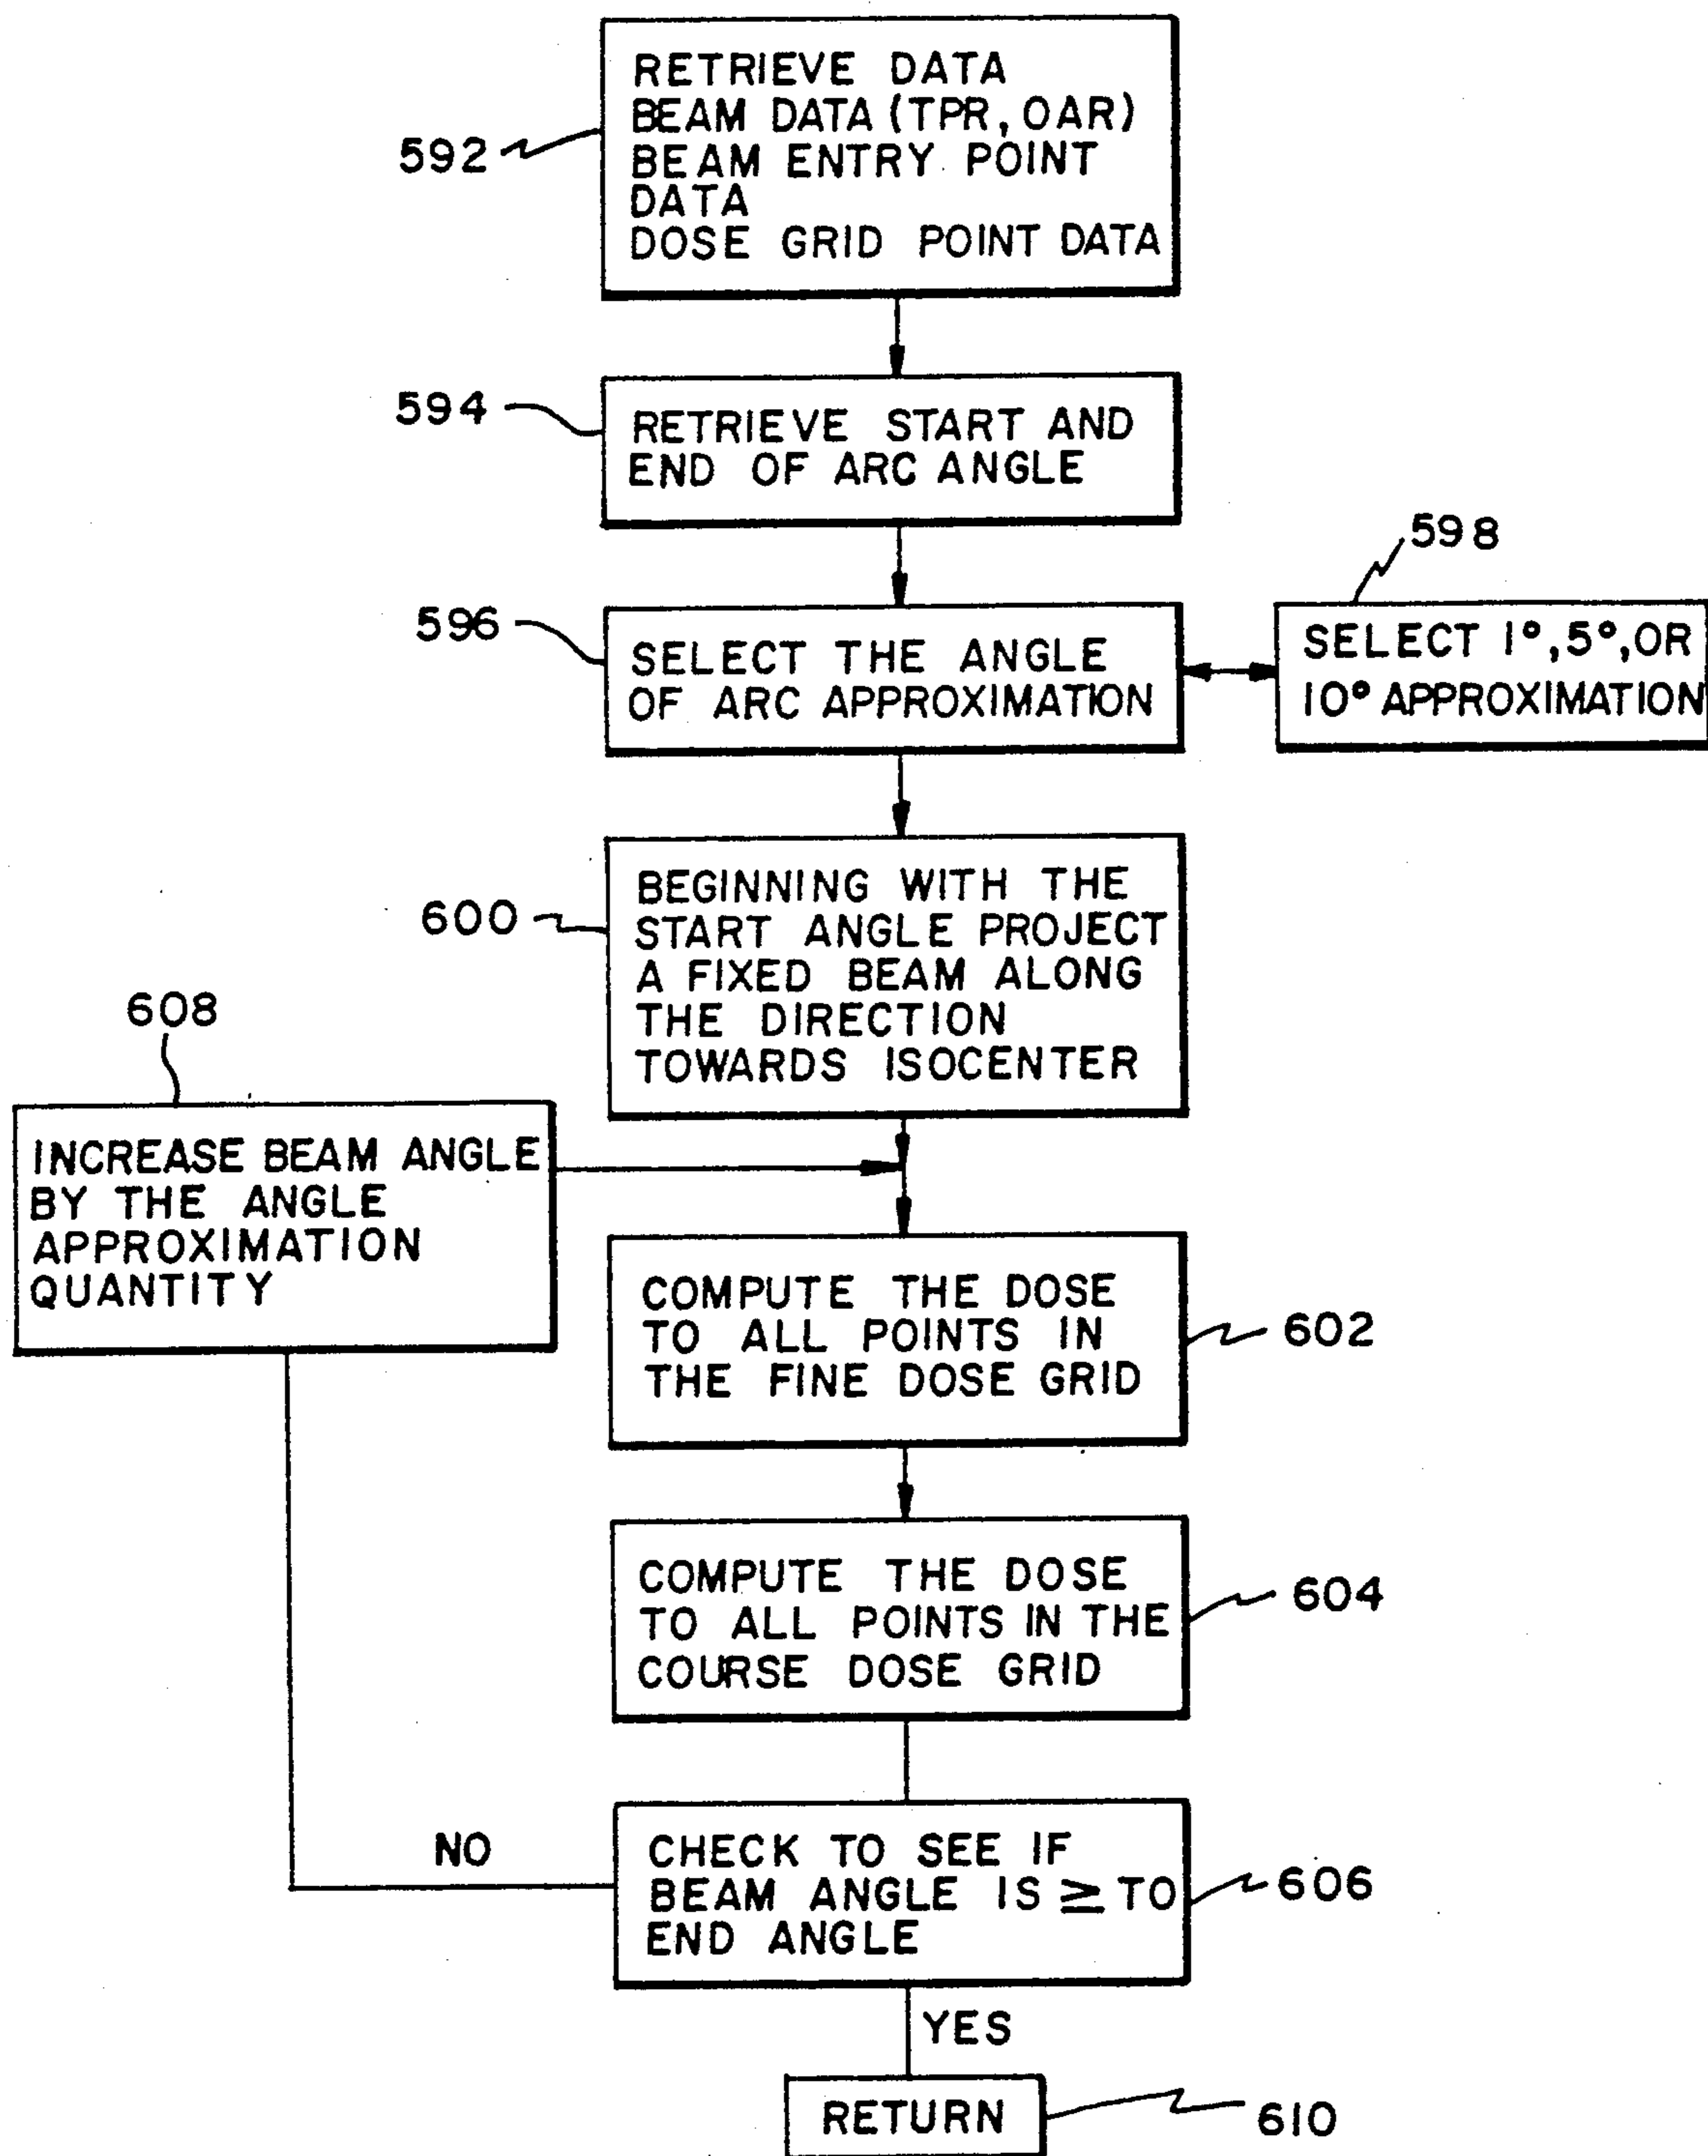 RETRIEVE DATA
BEAM DATA (TPR, OAR)
BEAM ENTRY POINT
DATA
DOSE GRID POINT DATA
592
594
RETRIEVE START AND
END OF ARC ANGLE
596
SELECT THE ANGLE
OF ARC APPROXIMATION
598
SELECT 1°, 5°, OR
10° APPROXIMATION
600
BEGINNING WITH THE
START ANGLE PROJECT
A FIXED BEAM ALONG
THE DIRECTION
TOWARDS ISOCENTER
608
INCREASE BEAM ANGLE
BY THE ANGLE
APPROXIMATION
QUANTITY
COMPUTE THE DOSE
TO ALL POINTS IN
THE FINE DOSE GRID
602
COMPUTE THE DOSE
TO ALL POINTS IN THE
COURSE DOSE GRID
604
NO
CHECK TO SEE IF
BEAM ANGLE IS ≥ TO
END ANGLE
606
YES
RETURN
610